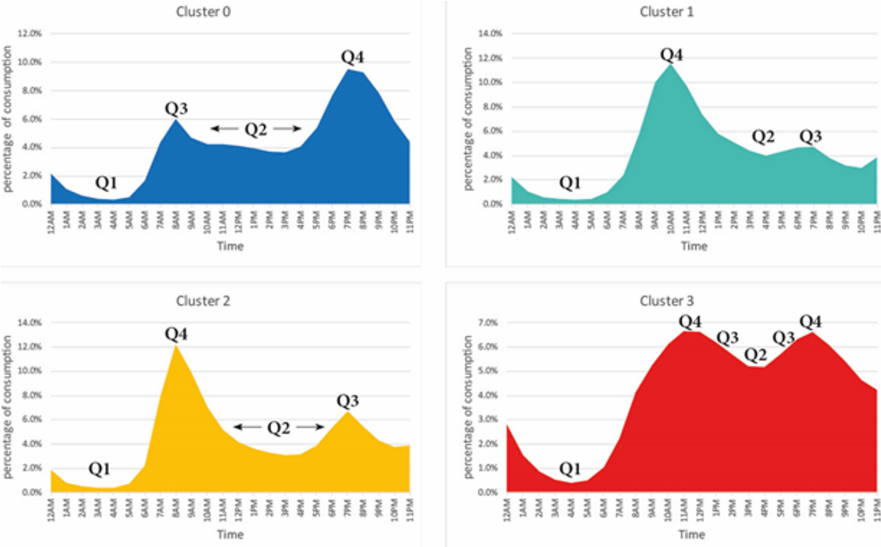 Cluster 0
percentage of consumption
12.0%
10.0%
8.0%
6.0%
4.0%
2.0%
0.0%
Q1
Q3
Q2
Q4
12AM 1AM 2AM 3AM 4AM 5AM 6AM 7AM 8AM 9AM 10AM 11AM 12PM 1PM 2PM 3PM 4PM 5PM 6PM 7PM 8PM 9PM 10PM 11PM
Time
Cluster 1
percentage of consumption
14.0%
12.0%
10.0%
8.0%
6.0%
4.0%
2.0%
0.0%
Q1
Q4
Q2
Q3
12AM 1AM 2AM 3AM 4AM 5AM 6AM 7AM 8AM 9AM 10AM 11AM 12PM 1PM 2PM 3PM 4PM 5PM 6PM 7PM 8PM 9PM 10PM 11PM
Time
Cluster 2
percentage of consumption
14.0%
12.0%
10.0%
8.0%
6.0%
4.0%
2.0%
0.0%
Q1
Q4
Q2
Q3
12AM 1AM 2AM 3AM 4AM 5AM 6AM 7AM 8AM 9AM 10AM 11AM 12PM 1PM 2PM 3PM 4PM 5PM 6PM 7PM 8PM 9PM 10PM 11PM
Time
Cluster 3
percentage of consumption
7.0%
6.0%
5.0%
4.0%
3.0%
2.0%
1.0%
0.0%
Q1
Q4
Q3
Q2
Q3
Q4
12AM 1AM 2AM 3AM 4AM 5AM 6AM 7AM 8AM 9AM 10AM 11AM 12PM 1PM 2PM 3PM 4PM 5PM 6PM 7PM 8PM 9PM 10PM 11PM
Time